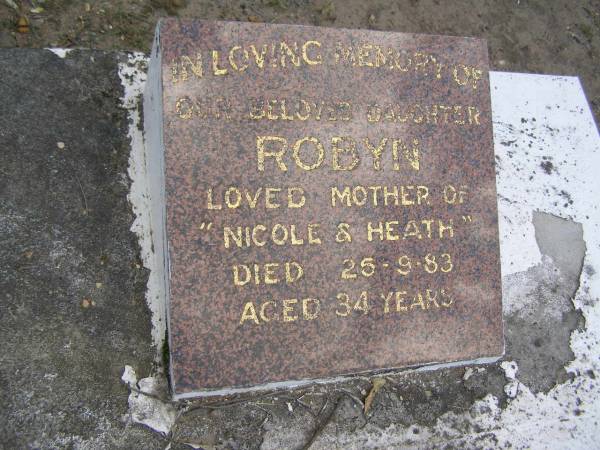 IN LOVING MEMORY OF
OUR BELOVED DAUGHTER
ROBYN
LOVED MOTHER OF
"NICOLE & HEATH"
DIED 25-9-83
AGED 34 YEARS